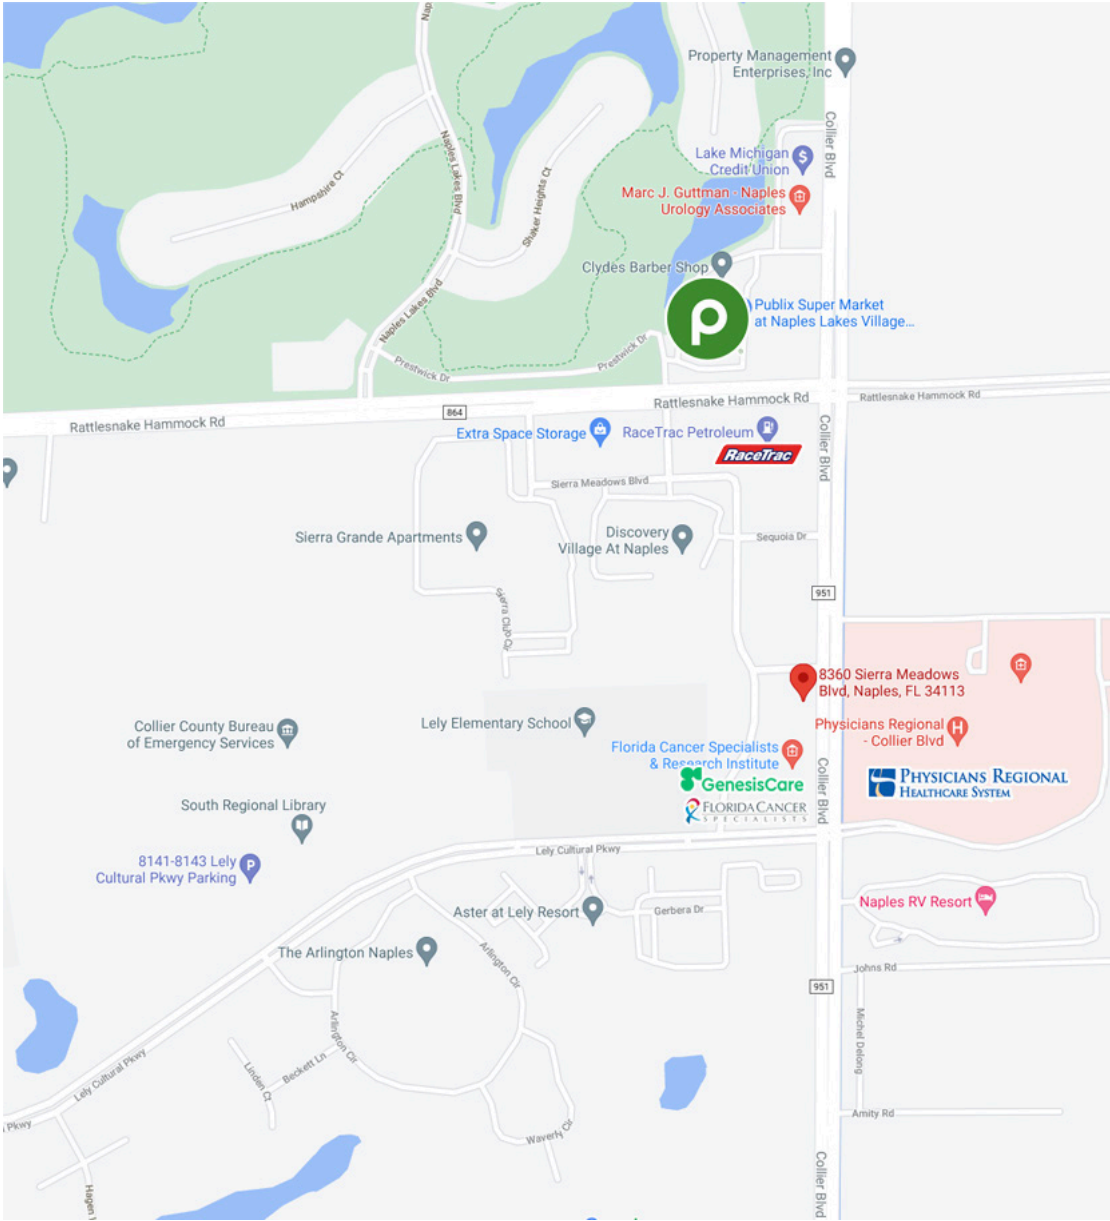 Nap
Property Management
Enterprises, Inc
Collier Blvd
Naples Lakes Blvd
Lake Michigan
Credit Union
Hampshire Ct
Marc J. Guttman - Naples
Urology Associates
Shaker Heights Ct
Clydes Barber Shop
Naples Lakes Blvd
Publix Super Market
at Naples Lakes Village...
p
Prestwick Dr
Prestwick Dr
Rattlesnake Hammock Rd
Rattlesnake Hammock Rd
864
Rattlesnake Hammock Rd
Extra Space Storage
RaceTrac Petroleum
Collier Blvd
RaceTrac
Sierra Meadows Blvd
Sierra Grande Apartments
Discovery
Village At Naples
Sequoia Dr
951
Sierra Club Cir
8360 Sierra Meadows
Blvd, Naples, FL 34113
Collier County Bureau
of Emergency Services
Lely Elementary School
Physicians Regional
- Collier Blvd
H
Florida Cancer Specialists
& Research Institute
GenesisCare
PHYSICIANS REGIONAL
HEALTHCARE SYSTEM
Collier Blvd
FLORIDA CANCER
SPECIALISTS
South Regional Library
Lely Cultural Pkwy
8141-8143 Lely
Cultural Pkwy Parking
P
Naples RV Resort
Aster at Lely Resort
Gerbera Dr
The Arlington Naples
Arlington Cir
Johns Rd
951
Arlington Cir
Michel Delong
Beckett Ln
Linden Ct
Lely Cultural Pkwy
Pkwy
Amity Rd
Waverly Cir
Hagen
Collier Blvd